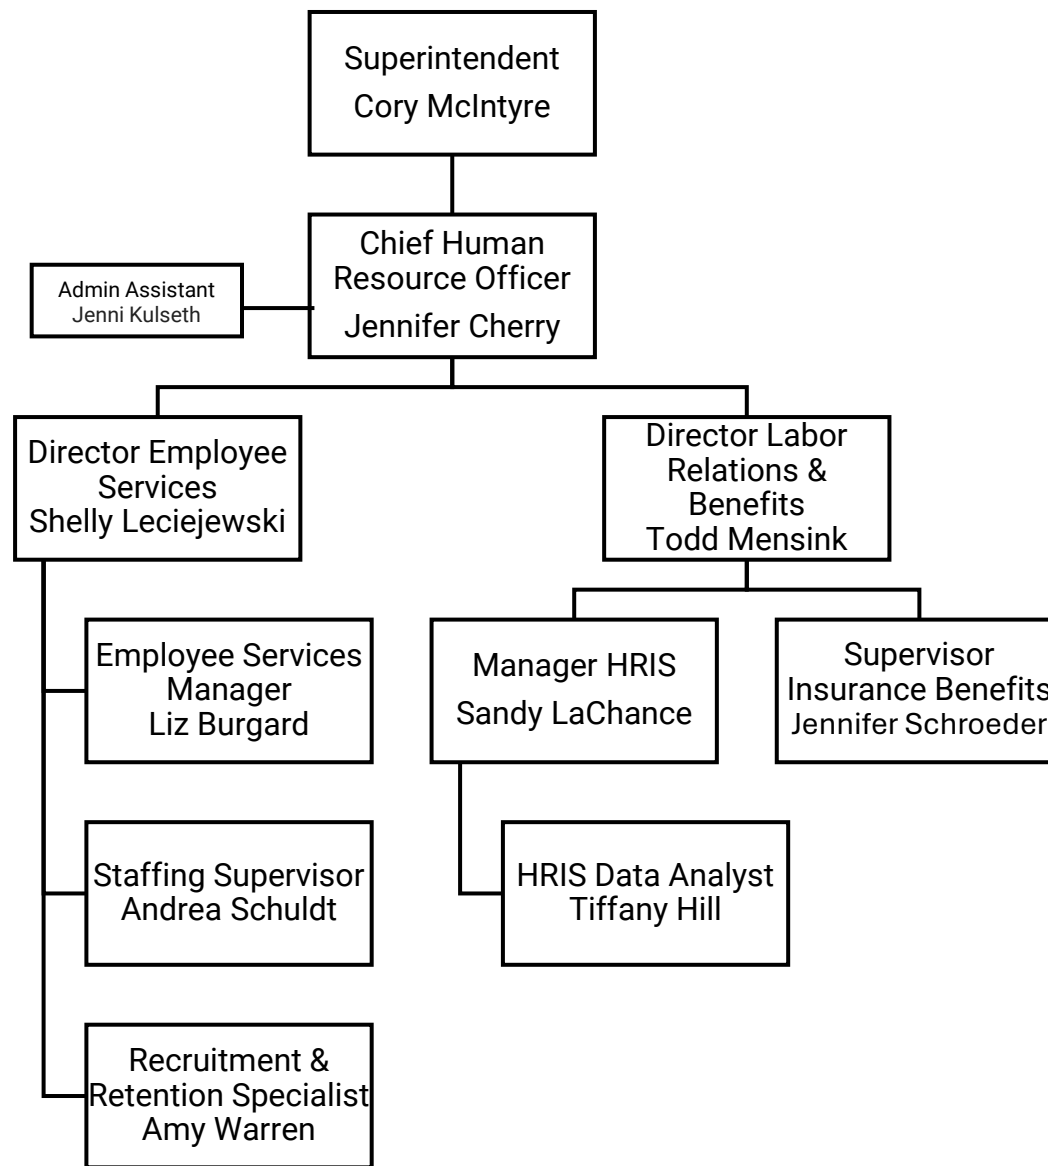 Superintendent
Cory McIntyre
Chief Human
Resource Officer
Jennifer Cherry
Admin Assistant
Jenni Kulseth
Director Employee
Services
Shelly Leciejewski
Director Labor
Relations &
Benefits
Todd Mensink
Employee Services
Manager
Liz Burgard
Manager HRIS
Sandy LaChance
Supervisor
Insurance Benefits
Jennifer Schroeder
Staffing Supervisor
Andrea Schuldt
HRIS Data Analyst
Tiffany Hill
Recruitment &
Retention Specialist
Amy Warren